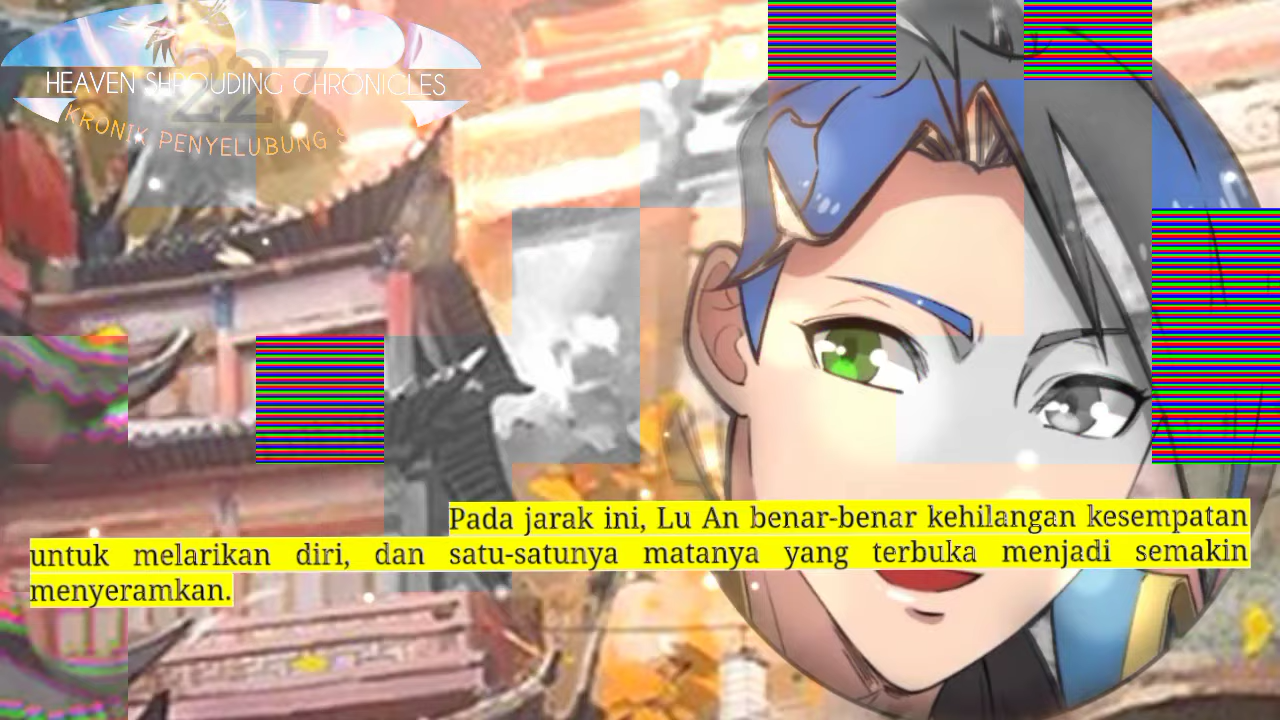 227
HEAVEN SHROUDING CHRONICLES
KRONIK PENYELUBUNG S
Pada jarak ini, Lu An benar-benar kehilangan kesempatan
untuk melarikan diri, dan satu-satunya matanya yang terbuka menjadi semakin
menyeramkan.